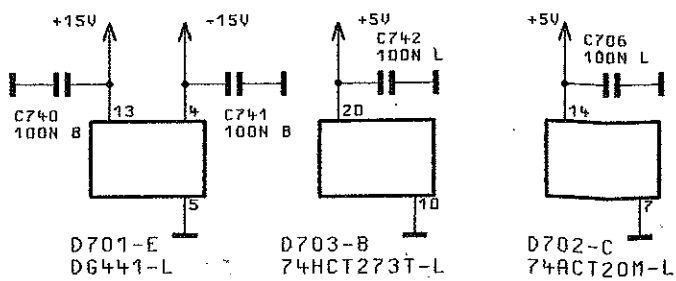 +15V
-15V
+5V
+5V
C742
100N L
C706
100N L
C740
100N B
13
4
C741
100N B
20
14
5
10
7
D701-E
DG441-L
D703-B
74HCT273T-L
D702-C
74ACT20M-L